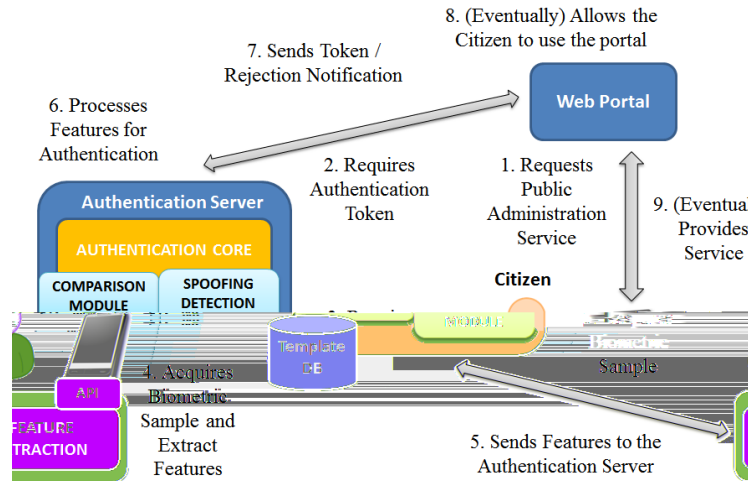 8. (Eventually) Allows the
Citizen to use the portal
7. Sends Token /
Rejection Notification
Web Portal
6. Processes
Features for
Authentication
2. Requires
Authentication
Token
1. Requests
Public
Administration
Service
9. (Eventual
Provides
Service
Authentication Server
AUTHENTICATION CORE
COMPARISON
MODULE
SPOOFING
DETECTION
Citizen
Template
Biometric
Sample
4. Acquires
Biometric
Sample and
Extract
Features
API
FEATURE
TRACTION
5. Sends Features to the
Authentication Server